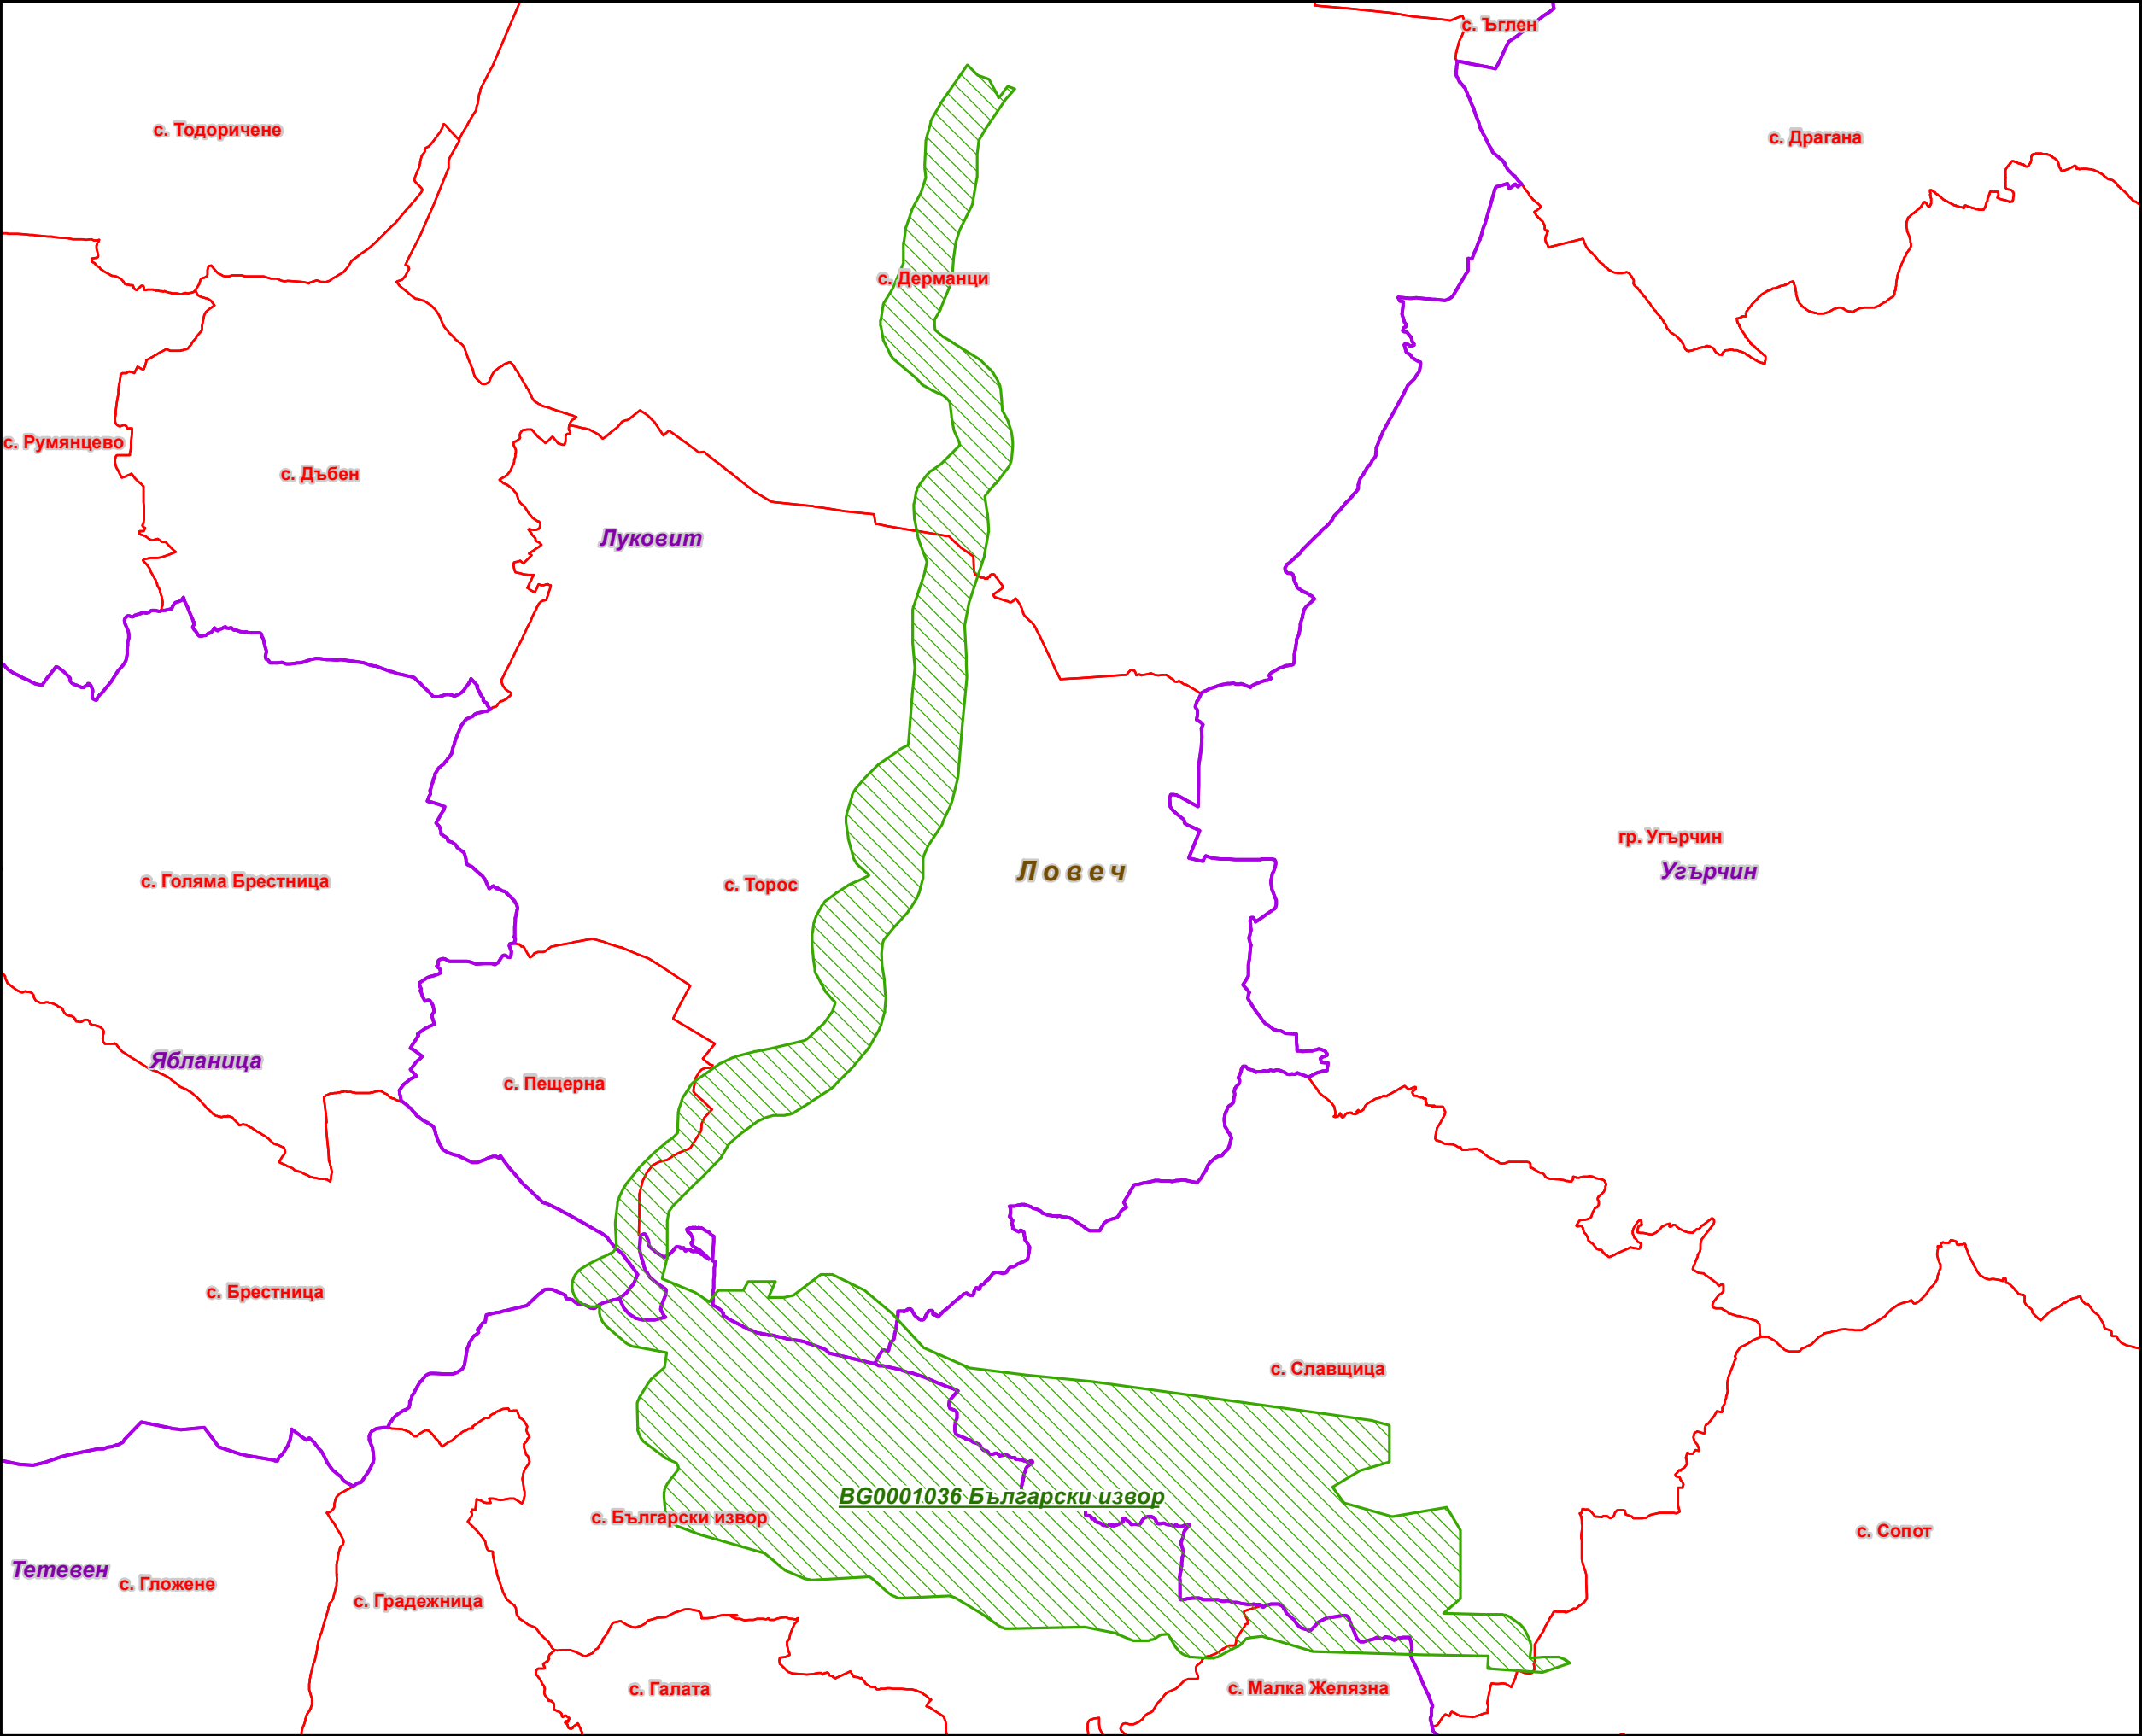 с. Ъглен
с. Тодоричене
с. Драгана
с. Дерманци
с. Румянцево
с. Дъбен
Луковит
гр. Угърчин
Ловеч
Угърчин
с. Голяма Брестница
с. Торос
Ябланица
с. Пещерна
с. Брестница
с. Славщица
BG0001036 Български извор
с. Български извор
с. Сопот
Тетевен
с. Гложене
с. Градежница
с. Галата
с. Малка Желязна